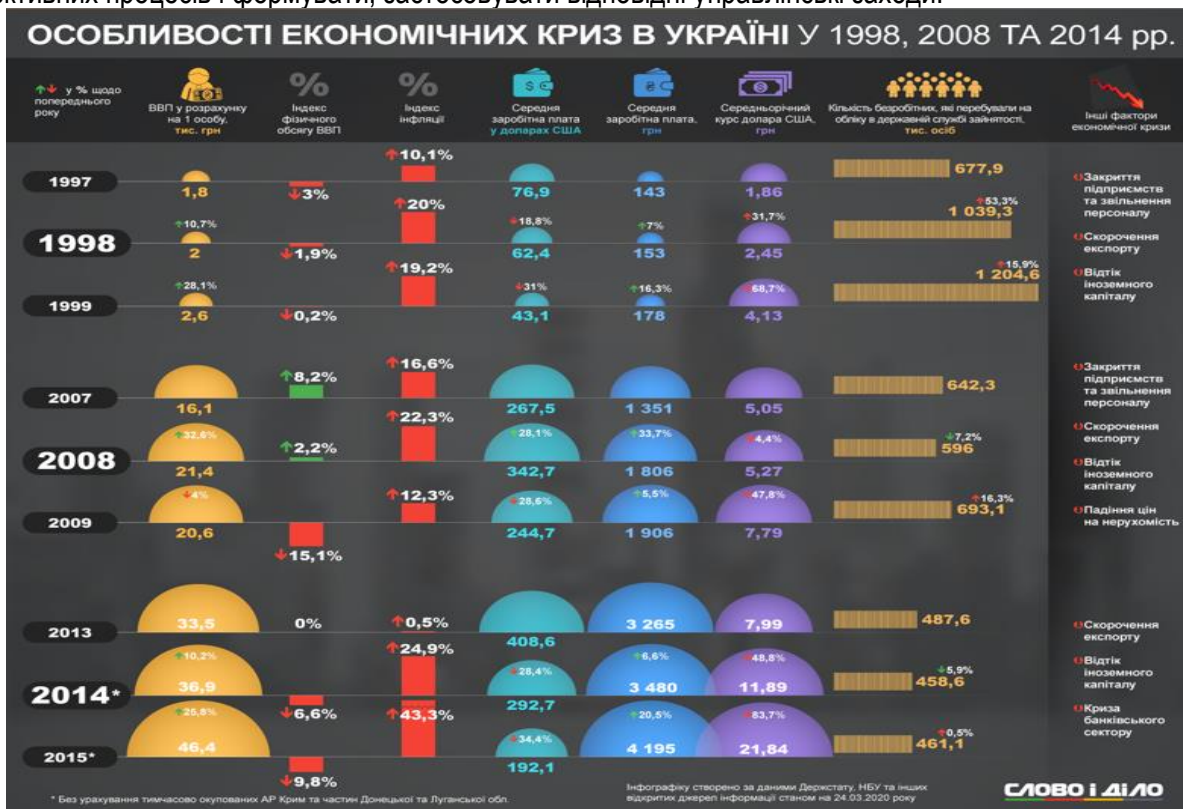 ективних процесів і формувати, застосовувати відповідні управлінські заходи.
ОСОБЛИВОСТІ ЕКОНОМІЧНИХ КРИЗ В УКРАЇНІ У 1998, 2008 ТА 2014 рр.
↑↓ у % щодо
попереднього
року
ВВП у розрахунку
на 1 особу,
тис. грн
%
Індекс
фізичного
обсягу ВВП
%
Індекс
інфляції
Середня
заробітна плата
у доларах США
Середня
заробітна плата,
грн
Середньорічний
курс долара США,
грн
Кількість безробітних, які перебували на
обліку в державній службі зайнятості,
тис. осіб
Інші фактори
економічної кризи
1997
1,8
↓3%
↑10,1%
76,9
143
1,86
677,9
1998
↑10,7%
2
↓1,9%
↑20%
↓18,8%
62,4
↑7%
153
↑31,7%
2,45
↑53,3%
1 039,3
1999
↑28,1%
2,6
↓0,2%
↑19,2%
↓31%
43,1
↑16,3%
178
68,7%
4,13
↑15,9%
1 204,6
Закриття
підприємств
та звільнення
персоналу
Скорочення
експорту
Відтік
іноземного
капіталу
2007
16,1
↑8,2%
↑16,6%
267,5
1 351
5,05
642,3
2008
↑32,6%
21,4
↑2,2%
↑22,3%
↑28,1%
342,7
↑33,7%
1 806
4,4%
5,27
↓7,2%
596
2009
↓4%
20,6
↓15,1%
↑12,3%
↓28,6%
244,7
↑5,5%
1 906
47,8%
7,79
↑16,3%
693,1
Закриття
підприємств
та звільнення
персоналу
Скорочення
експорту
Відтік
іноземного
капіталу
Падіння цін
на нерухомість
2013
33,5
0%
↑0,5%
408,6
3 265
7,99
487,6
2014*
↑10,2%
36,9
↓6,6%
↑24,9%
↓28,4%
292,7
↑6,6%
3 480
48,8%
11,89
↓5,9%
458,6
2015*
↑25,8%
46,4
↓9,8%
↑43,3%
↓34,4%
192,1
↑20,5%
4 195
83,7%
21,84
↑0,5%
461,1
Скорочення
експорту
Відтік
іноземного
капіталу
Криза
банківського
сектору
* Без урахування тимчасово окупованих АР Крим та частин Донецької та Луганської обл.
Інфографіку створено за даними Держстату, НБУ та інших
відкритих джерел інформації станом на 24.03.2020 року
СЛОВО і ДІЛО